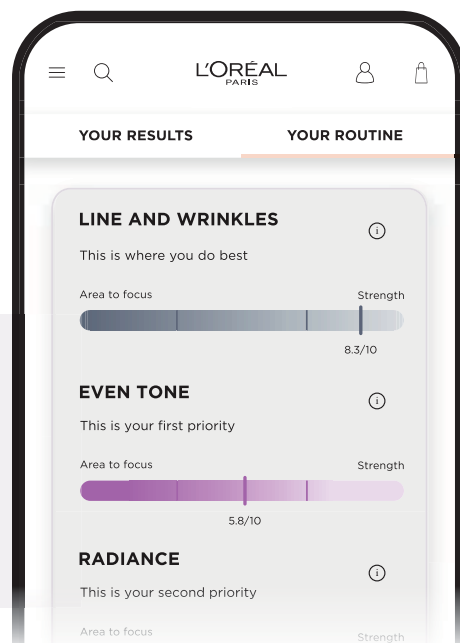 L'ORÉAL
PARIS
YOUR RESULTS
YOUR ROUTINE
LINE AND WRINKLES
This is where you do best
Area to focus
Strength
8.3/10
EVEN TONE
This is your first priority
Area to focus
Strength
5.8/10
RADIANCE
This is your second priority
Area to focus
Strength